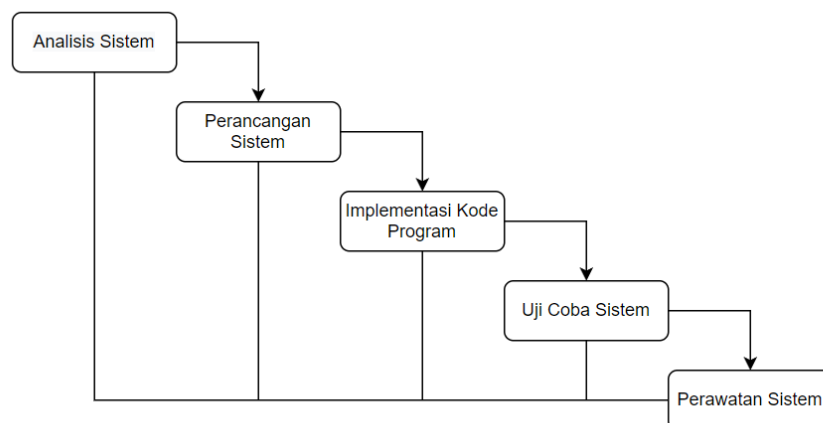 Analisis Sistem
Perancangan
Sistem
Implementasi Kode
Program
Uji Coba Sistem
Perawatan Sistem